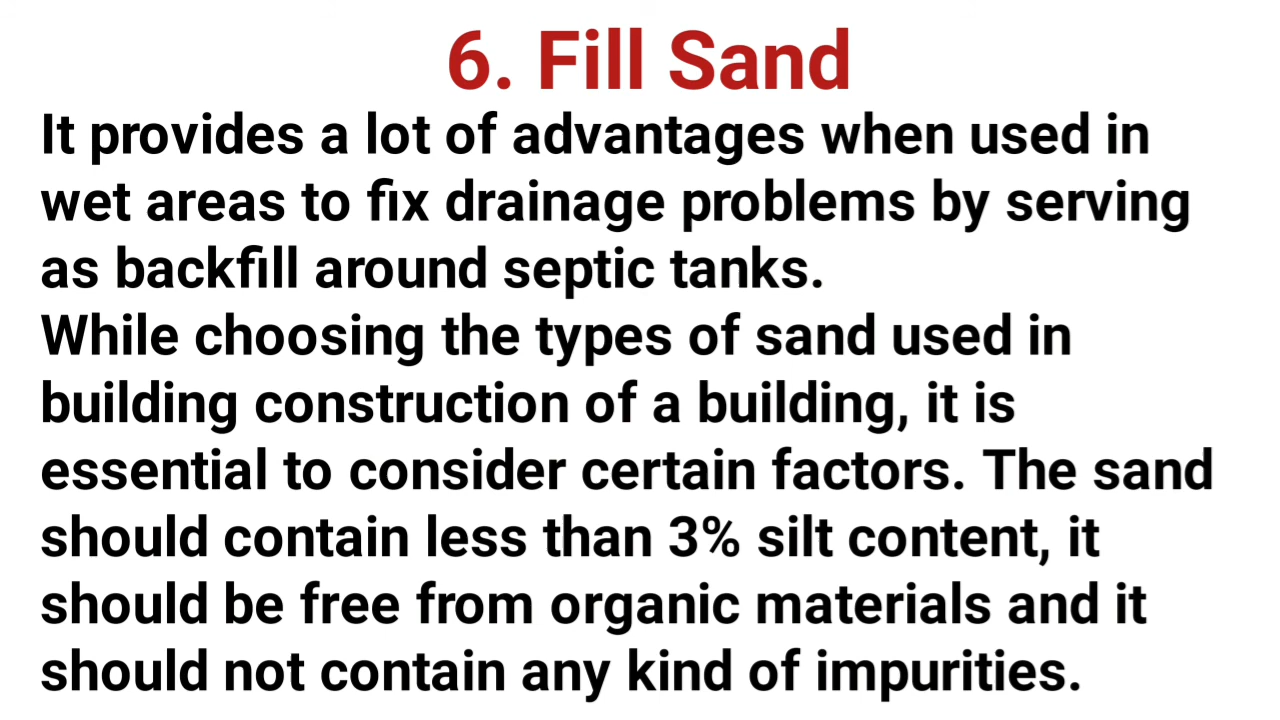 6. Fill Sand
It provides a lot of advantages when used in
wet areas to fix drainage problems by serving
as backfill around septic tanks.
While choosing the types of sand used in
building construction of a building, it is
essential to consider certain factors. The sand
should contain less than 3% silt content, it
should be free from organic materials and it
should not contain any kind of impurities.